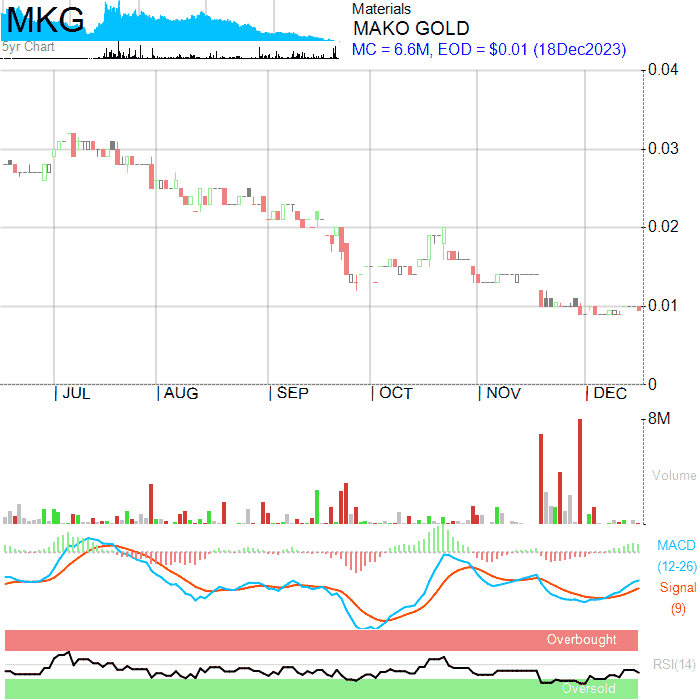 MKG
5yr Chart
Materials
MAKO GOLD
MC = 6.6M, EOD = $0.01 (18Dec2023)
0.04
0.03
0.02
0.01
0
JUL AUG SEP OCT NOV DEC
8M
Volume
MACD
(12-26)
Signal
(9)
Overbought
RSI(14)
Oversold